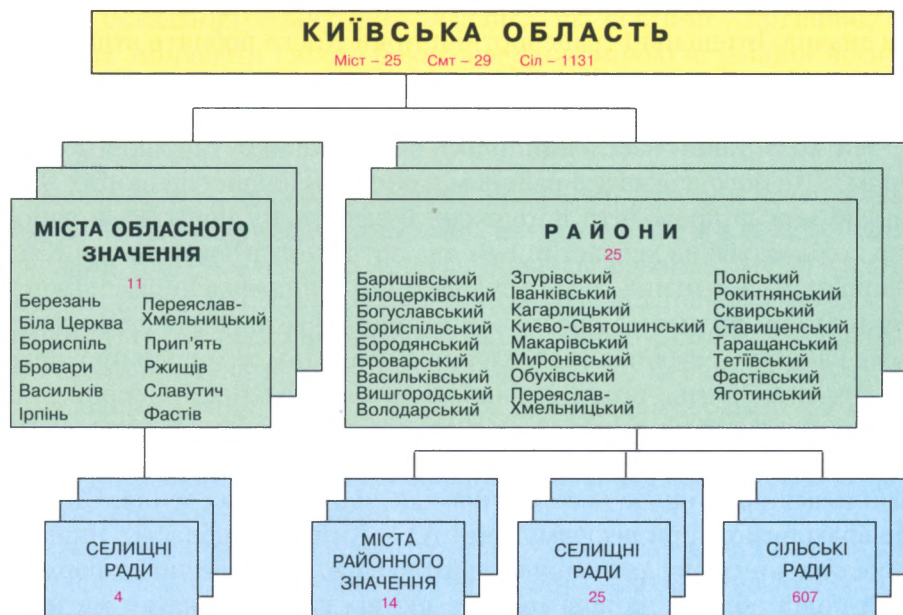 КИЇВСЬКА ОБЛАСТЬ
Міст – 25 Смт – 29 Сіл – 1131
МІСТА ОБЛАСНОГО
ЗНАЧЕННЯ
11
Березань
Біла Церква
Бориспіль
Бровари
Васильків
Ірпінь
Переяслав-
Хмельницький
Прип'ять
Ржищів
Славутич
Фастів
РАЙОНИ
25
Баришівський
Білоцерківський
Богуславський
Бориспільський
Бородянський
Броварський
Васильківський
Вишгородський
Володарський
Згурівський
Іванківський
Кагарлицький
Києво-Святошинський
Макарівський
Миронівський
Обухівський
Переяслав-
Хмельницький
Поліський
Рокитнянський
Сквирський
Ставищенський
Таращанський
Тетіївський
Фастівський
Яготинський
СЕЛИЩНІ
РАДИ
4
МІСТА
РАЙОННОГО
ЗНАЧЕННЯ
14
СЕЛИЩНІ
РАДИ
25
СІЛЬСЬКІ
РАДИ
607